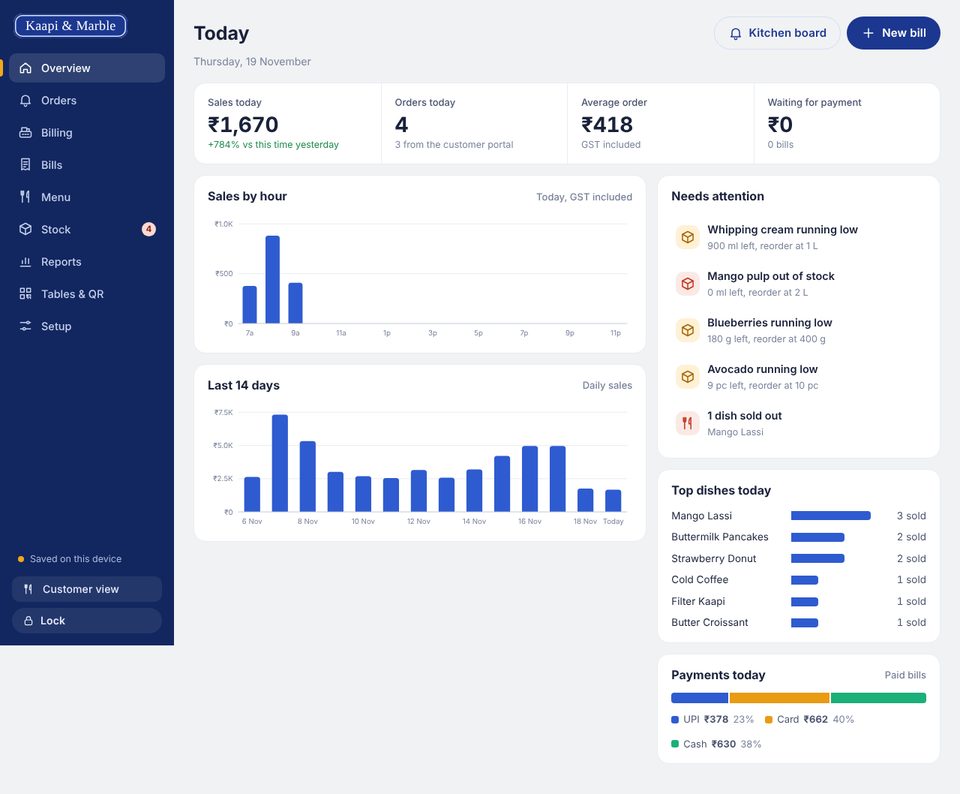 Kaapi & Marble
Overview
Orders
Billing
Bills
Menu
Stock 4
Reports
Tables & QR
Setup
Saved on this device
Customer view
Lock
Today
Thursday, 19 November
Kitchen board
New bill
Sales today
₹1,670
+784% vs this time yesterday
Orders today
4
3 from the customer portal
Average order
₹418
GST included
Waiting for payment
₹0
0 bills
Sales by hour
Today, GST included
₹1.0K
₹500
₹0
7a 9a 11a 1p 3p 5p 7p 9p 11p
Last 14 days
Daily sales
₹7.5K
₹5.0K
₹2.5K
₹0
6 Nov 8 Nov 10 Nov 12 Nov 14 Nov 16 Nov 18 Nov Today
Needs attention
Whipping cream running low
900 ml left, reorder at 1 L
Mango pulp out of stock
0 ml left, reorder at 2 L
Blueberries running low
180 g left, reorder at 400 g
Avocado running low
9 pc left, reorder at 10 pc
1 dish sold out
Mango Lassi
Top dishes today
Mango Lassi 3 sold
Buttermilk Pancakes 2 sold
Strawberry Donut 2 sold
Cold Coffee 1 sold
Filter Kaapi 1 sold
Butter Croissant 1 sold
Payments today
Paid bills
UPI ₹378 23% Card ₹662 40%
Cash ₹630 38%